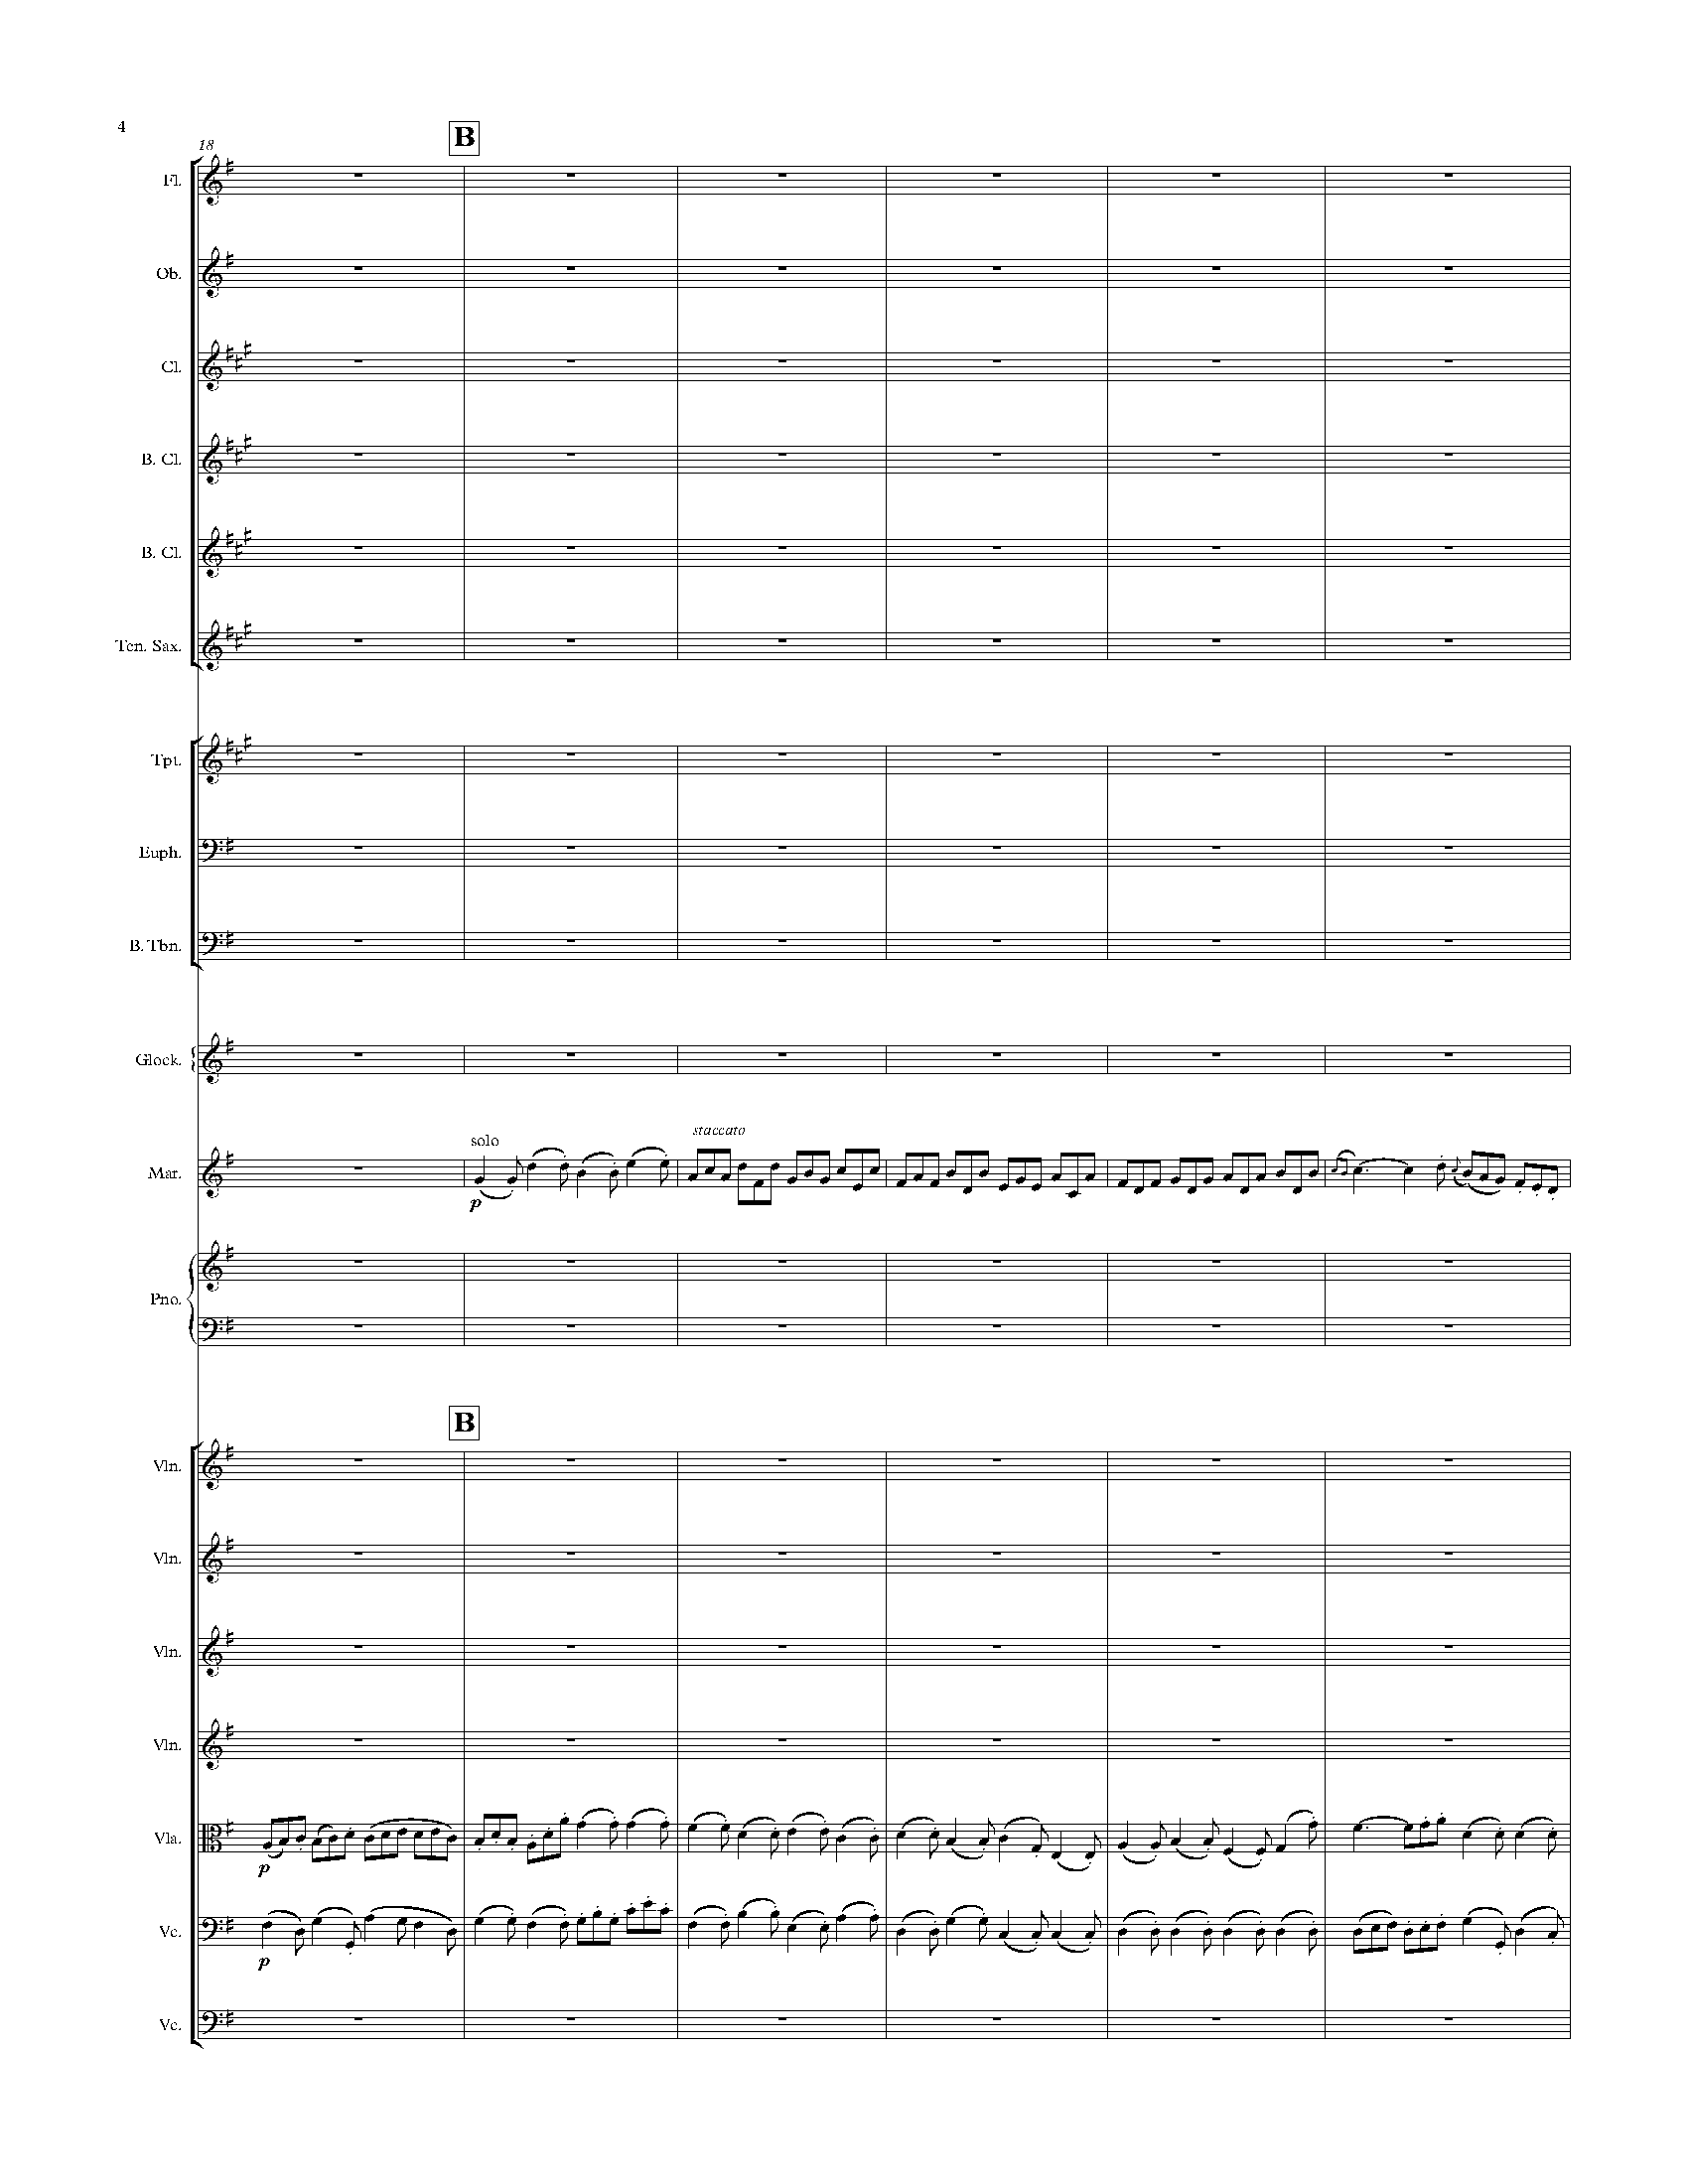 4
18
B
Fl.
Ob.
Cl.
B. Cl.
B. Cl.
Ten. Sax.
Tpt.
Euph.
B. Tbn.
Glock.
staccato
solo
Mar.
p
Pno.
B
Vln.
Vln.
Vln.
Vln.
Vla.
p
Vc.
p
Vc.